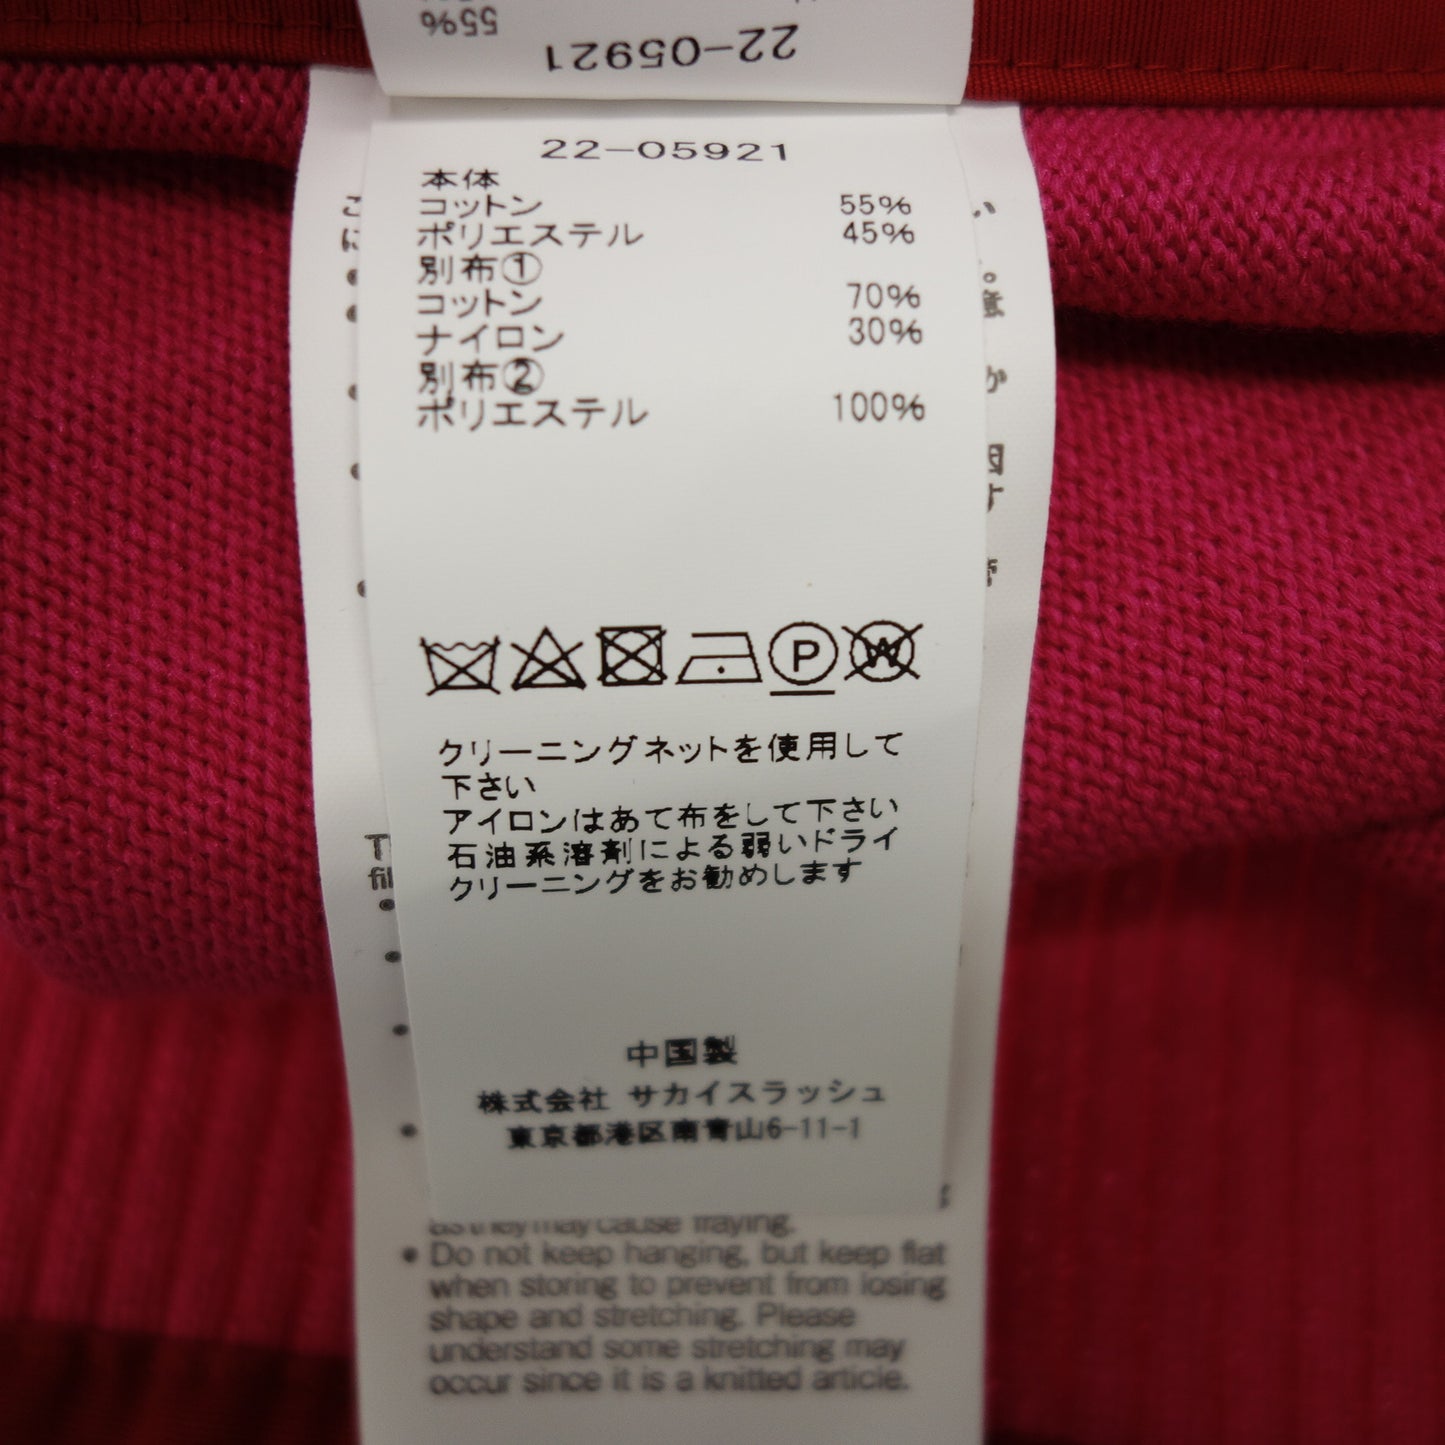 55%
22-05921
22-05921
本体
コットン 55%
ポリエステル 45%
別布①
コットン 70%
ナイロン 30%
別布②
ポリエステル 100%
P W
クリーニングネットを使用して
下さい
アイロンはあて布をして下さい
石油系溶剤による弱いドライ
クリーニングをお勧めします
中国製
株式会社 サカイスラッシュ
東京都港区南青山6-11-1
as they may cause fraying.
● Do not keep hanging, but keep flat
when storing to prevent from losing
shape and stretching. Please
understand some stretching may
occur since it is a knitted article.